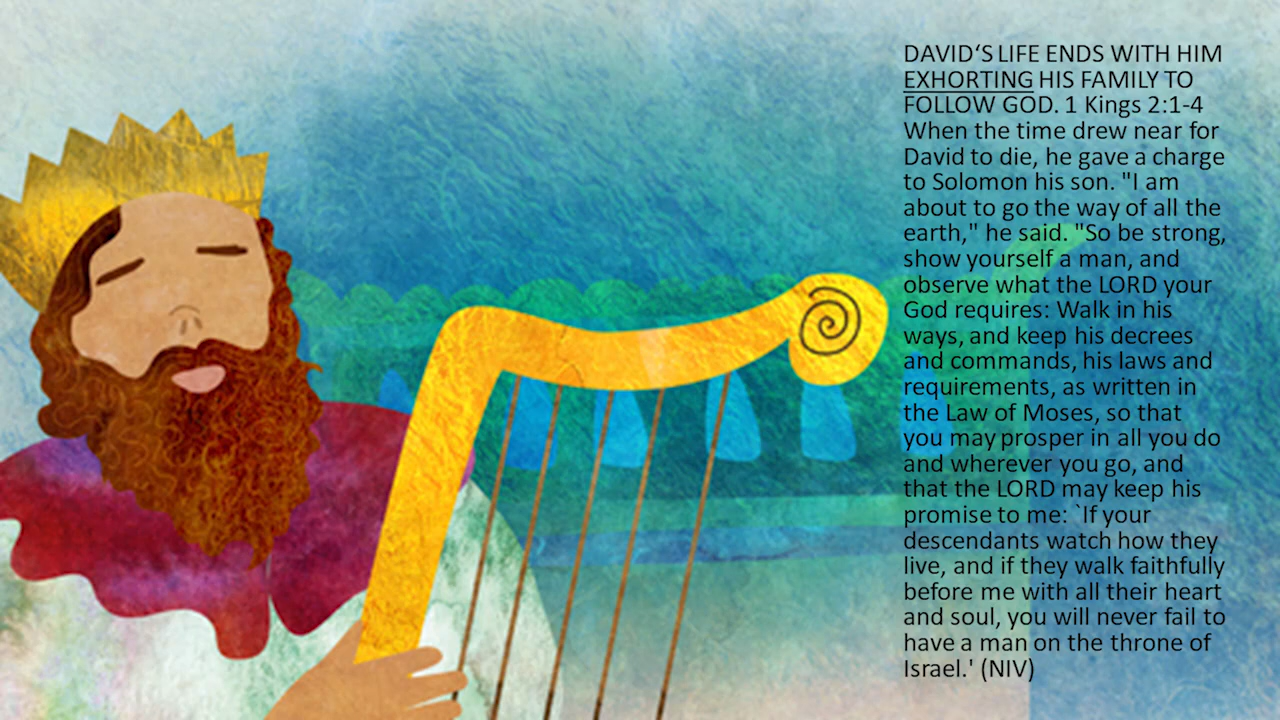 DAVID‘S LIFE ENDS WITH HIM
EXHORTING HIS FAMILY TO
FOLLOW GOD. 1 Kings 2:1-4
When the time drew near for
David to die, he gave a charge
to Solomon his son. "I am
about to go the way of all the
earth," he said. "So be strong,
show yourself a man, and
observe what the LORD your
God requires: Walk in his
ways, and keep his decrees
and commands, his laws and
requirements, as written in
the Law of Moses, so that
you may prosper in all you do
and wherever you go, and
that the LORD may keep his
promise to me: `If your
descendants watch how they
live, and if they walk faithfully
before me with all their heart
and soul, you will never fail to
have a man on the throne of
Israel.' (NIV)